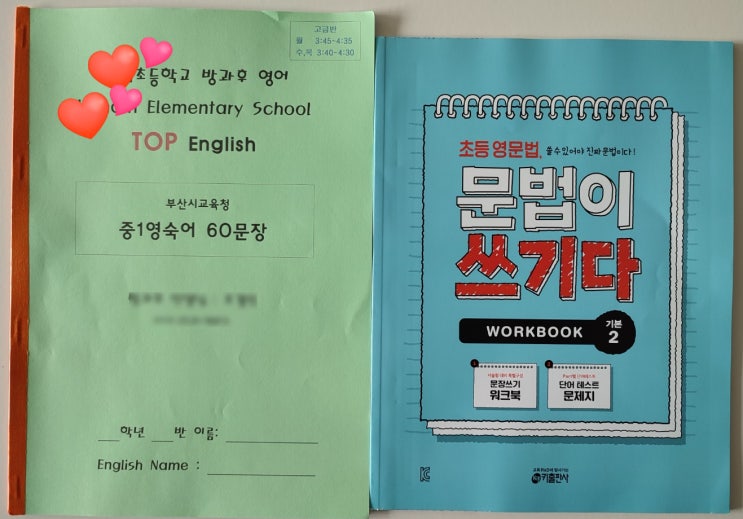 고급반
월 3:45-4:35
수,목 3:40-4:30
초등학교 방과후 영어
Elementary School
TOP English
부산시교육청
중1영숙어 60문장
___학년 ___반 이름: ____________
English Name : ____________
초등 영문법, 쓸 수 있어야 진짜 문법이다!
문법이
쓰기다
WORKBOOK
기본
2
1
문장쓰기
워크북
2
단어 테스트
문제지
키출판사